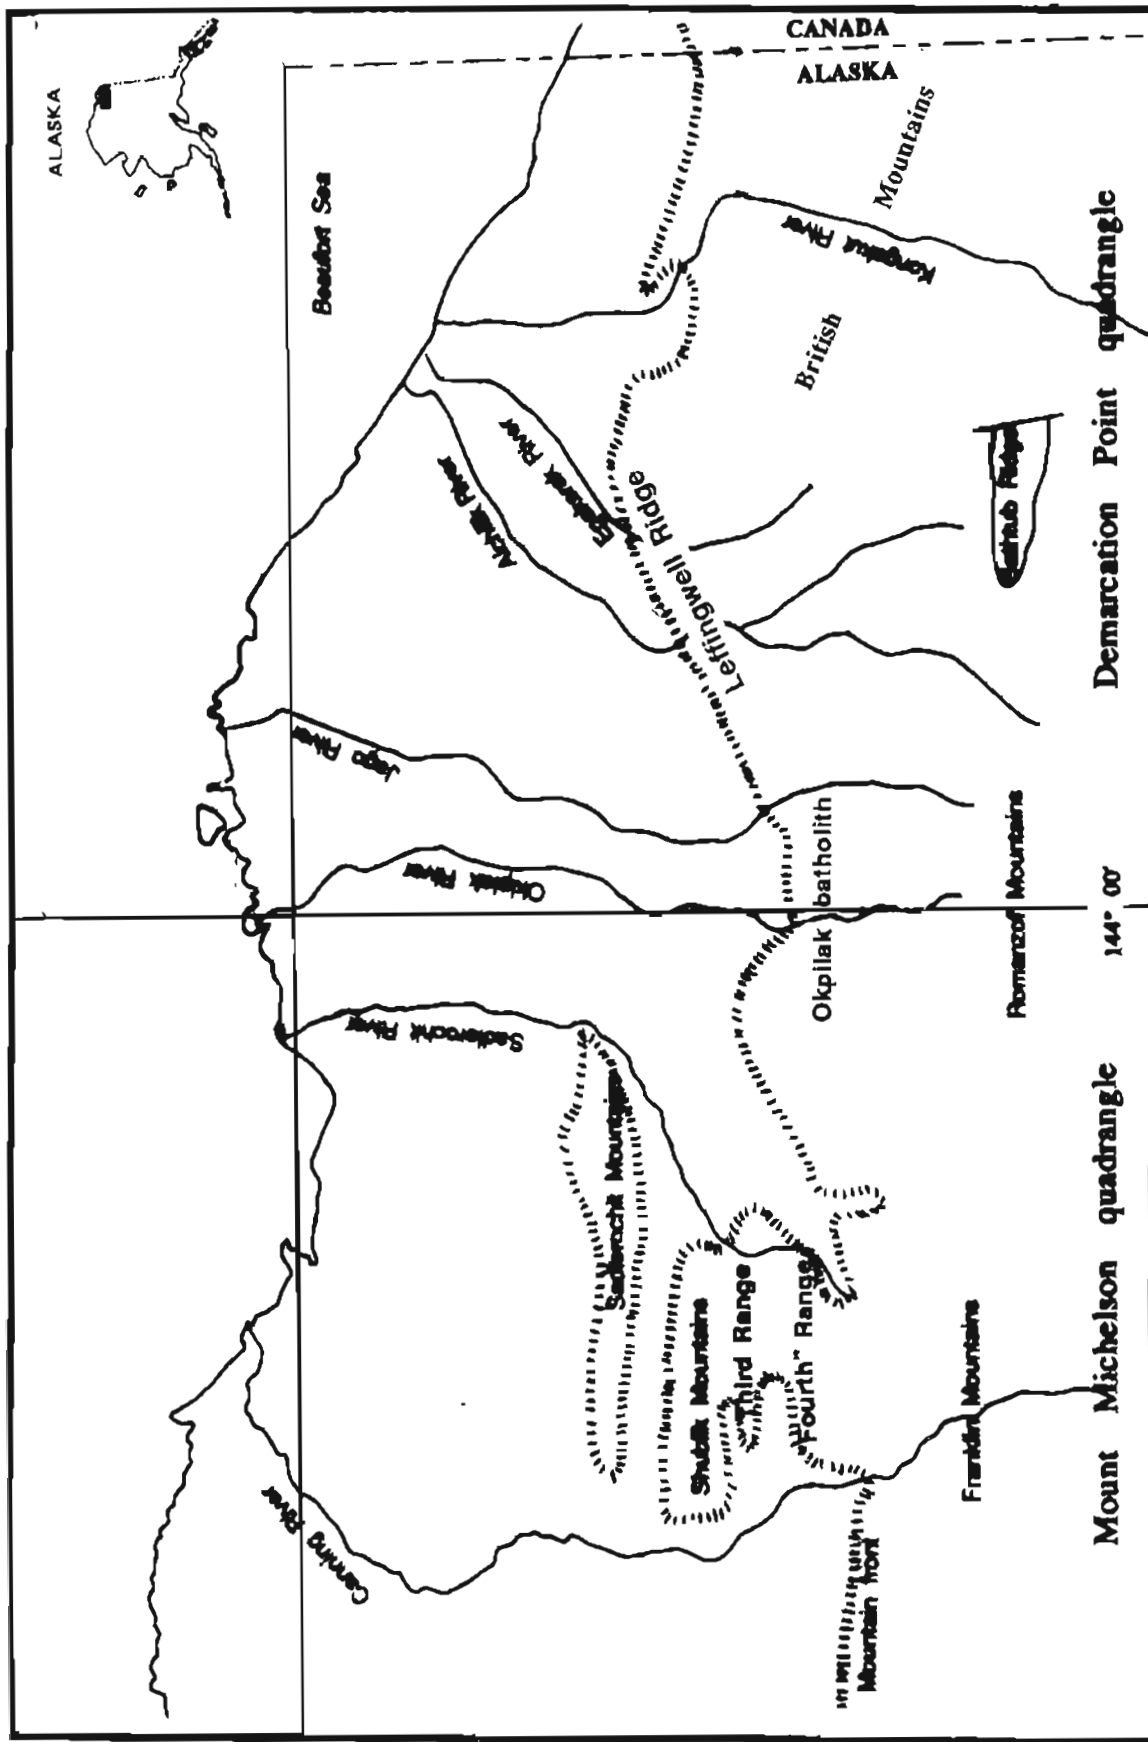 ALASKA
CANADA
ALASKA
Beaufort Sea
Mountains
British
Kongakut River
Egaksrak River
Aichilik River
Leffingwell Ridge
Bathtub Ridge
Demarcation Point quadrangle
Jago River
Okpilak River
Okpilak batholith
Romanzof Mountains
144° 00'
Sadlerochit River
Sadlerochit Mountains
Shublik Mountains
Third Range
"Fourth" Range
Franklin Mountains
Canning River
Mountain front
Mount Michelson quadrangle